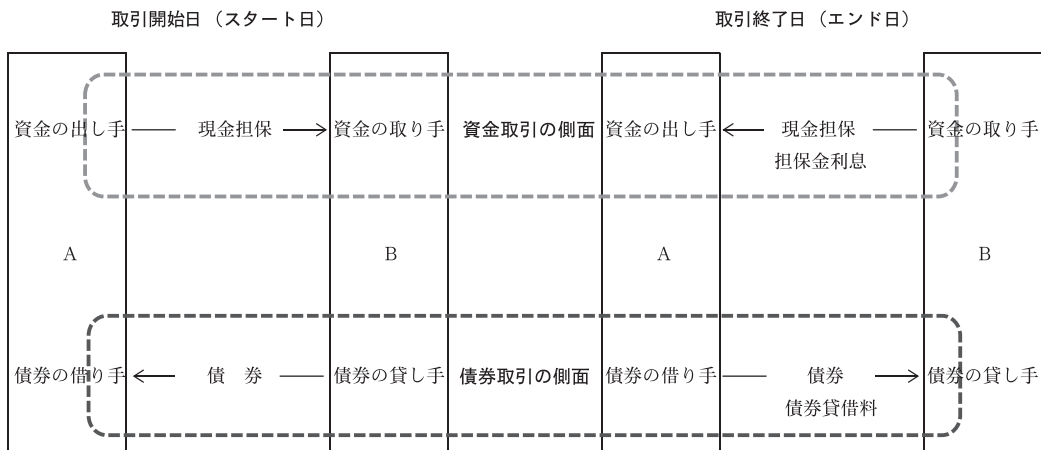 取引開始日（スタート日）
取引終了日（エンド日）
資金の出し手 現金担保 資金の取り手 資金取引の側面 資金の出し手 現金担保 資金の取り手
担保金利息
A B A B
債券の借り手 債　券 債券の貸し手 債券取引の側面 債券の借り手 債券 債券の貸し手
債券貸借料